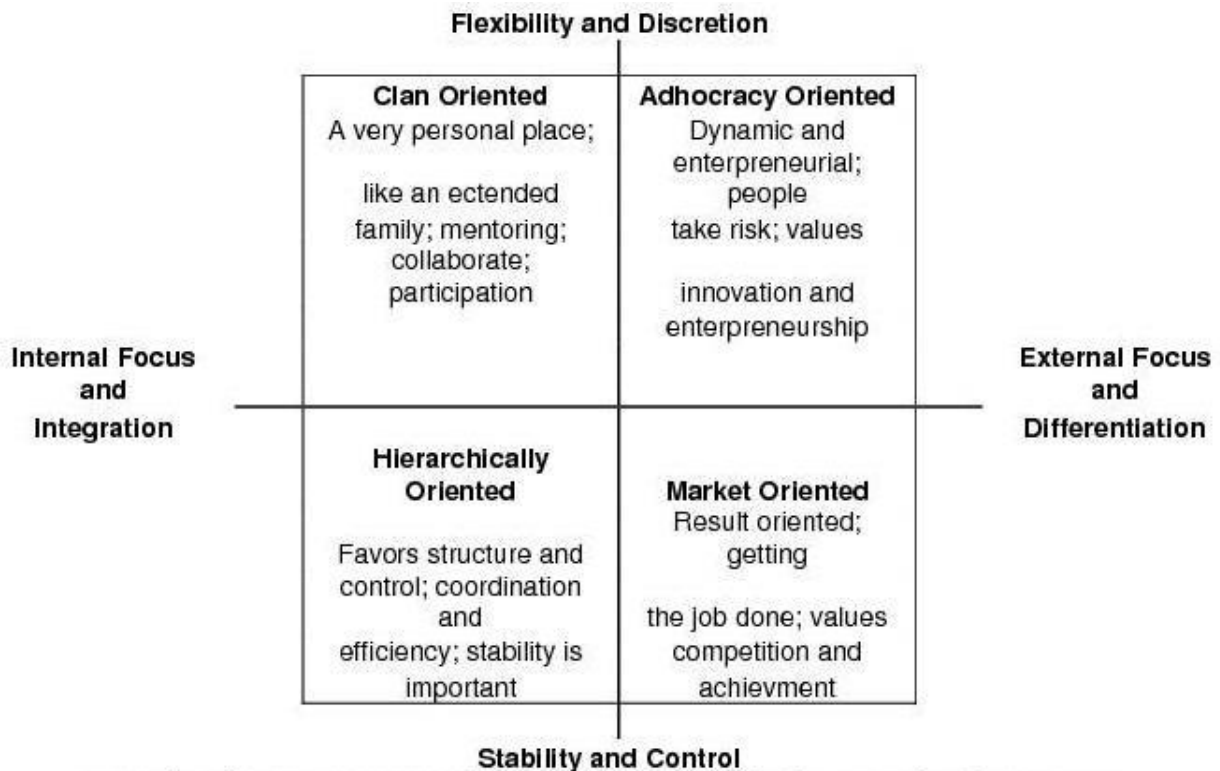 Flexibility and Discretion
Clan Oriented
A very personal place;
like an ectended
family; mentoring;
collaborate;
participation
Adhocracy Oriented
Dynamic and
enterpreneurial;
people
take risk; values
innovation and
enterpreneurship
Internal Focus
and
Integration
External Focus
and
Differentiation
Hierarchically
Oriented
Favors structure and
control; coordination
and
efficiency; stability is
important
Market Oriented
Result oriented;
getting
the job done; values
competition and
achievment
Stability and Control